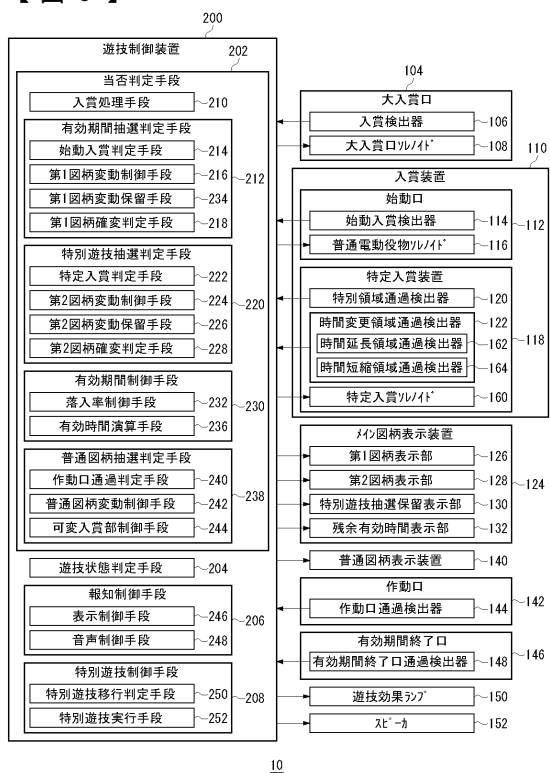 200
遊技制御装置
202
当否判定手段
入賞処理手段 210
有効期間抽選判定手段
始動入賞判定手段 214
第1図柄変動制御手段 216
212
第1図柄変動保留手段 234
第1図柄確変判定手段 218
特別遊技抽選判定手段
特定入賞判定手段 222
第2図柄変動制御手段 224
220
第2図柄変動保留手段 226
第2図柄確変判定手段 228
有効期間制御手段
落入率制御手段 232
230
有効時間演算手段 236
普通図柄抽選判定手段
作動口通過判定手段 240
普通図柄変動制御手段 242
238
可変入賞部制御手段 244
遊技状態判定手段 204
報知制御手段
表示制御手段 246
206
音声制御手段 248
特別遊技制御手段
特別遊技移行判定手段 250
208
特別遊技実行手段 252
104
大入賞口
入賞検出器 106
大入賞口ソレノイド 108
110
入賞装置
始動口
始動入賞検出器 114
112
普通電動役物ソレノイド 116
特定入賞装置
特別領域通過検出器 120
時間変更領域通過検出器 122
118
時間延長領域通過検出器 162
時間短縮領域通過検出器 164
特定入賞ソレノイド 160
メイン図柄表示装置
第1図柄表示部 126
第2図柄表示部 128
124
特別遊技抽選保留表示部 130
残余有効時間表示部 132
普通図柄表示装置 140
作動口
作動口通過検出器 144
142
有効期間終了口
146
有効期間終了口通過検出器 148
遊技効果ランプ 150
スピーカ 152
10